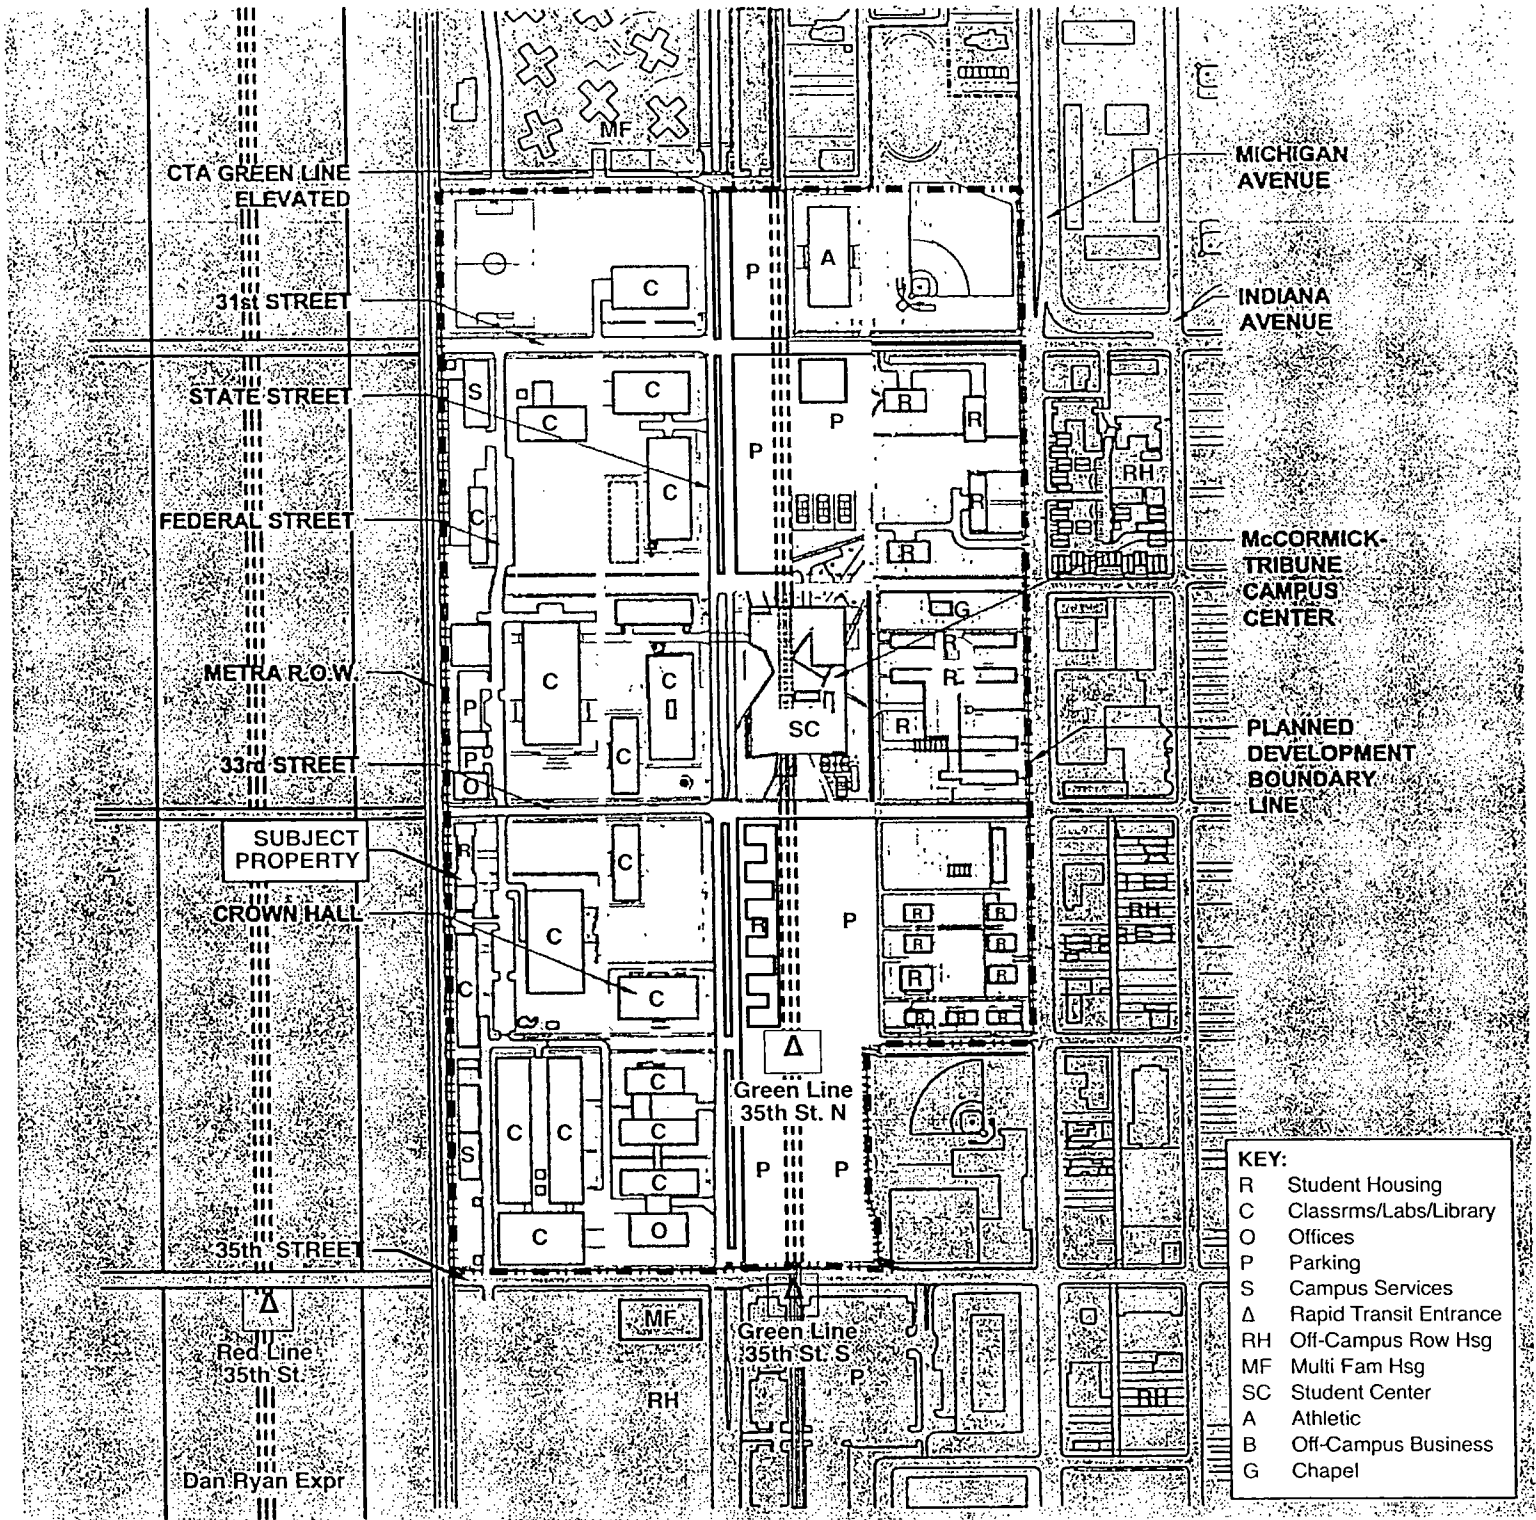 MF
CTA GREEN LINE
ELEVATED
MICHIGAN
AVENUE
P
A
C
31st STREET
INDIANA
AVENUE
S
C
C
R
R
P
P
STATE STREET
C
C
R
R
RH
FEDERAL STREET
McCORMICK-
TRIBUNE
CAMPUS
CENTER
G
R
R
R
C
C
C
SC
METRA R.O.W.
P
P
O
33rd STREET
PLANNED
DEVELOPMENT
BOUNDARY
LINE
SUBJECT
PROPERTY
R
C
CROWN HALL
C
C
C
R
P
R
R
R
R
R
R
R
R
R
RH
Δ
Green Line
35th St. N
C
C
C
C
C
C
O
S
P
P
35th STREET
Δ
Red Line
35th St.
MF
Δ
Green Line
35th St. S
P
RH
RH
Dan Ryan Expr
KEY:
R Student Housing
C Classrms/Labs/Library
O Offices
P Parking
S Campus Services
Δ Rapid Transit Entrance
RH Off-Campus Row Hsg
MF Multi Fam Hsg
SC Student Center
A Athletic
B Off-Campus Business
G Chapel